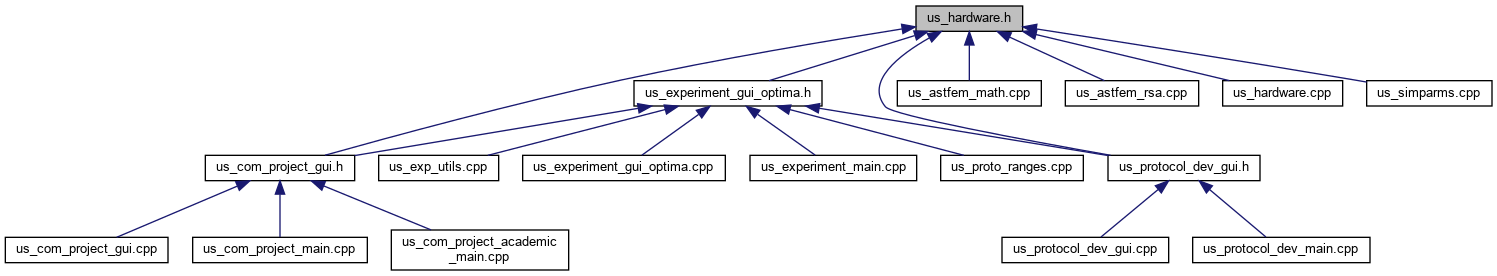 us_hardware.h
us_experiment_gui_optima.h
us_astfem_math.cpp
us_astfem_rsa.cpp
us_hardware.cpp
us_simparms.cpp
us_com_project_gui.h
us_exp_utils.cpp
us_experiment_gui_optima.cpp
us_experiment_main.cpp
us_proto_ranges.cpp
us_protocol_dev_gui.h
us_com_project_gui.cpp
us_com_project_main.cpp
us_com_project_academic
_main.cpp
us_protocol_dev_gui.cpp
us_protocol_dev_main.cpp